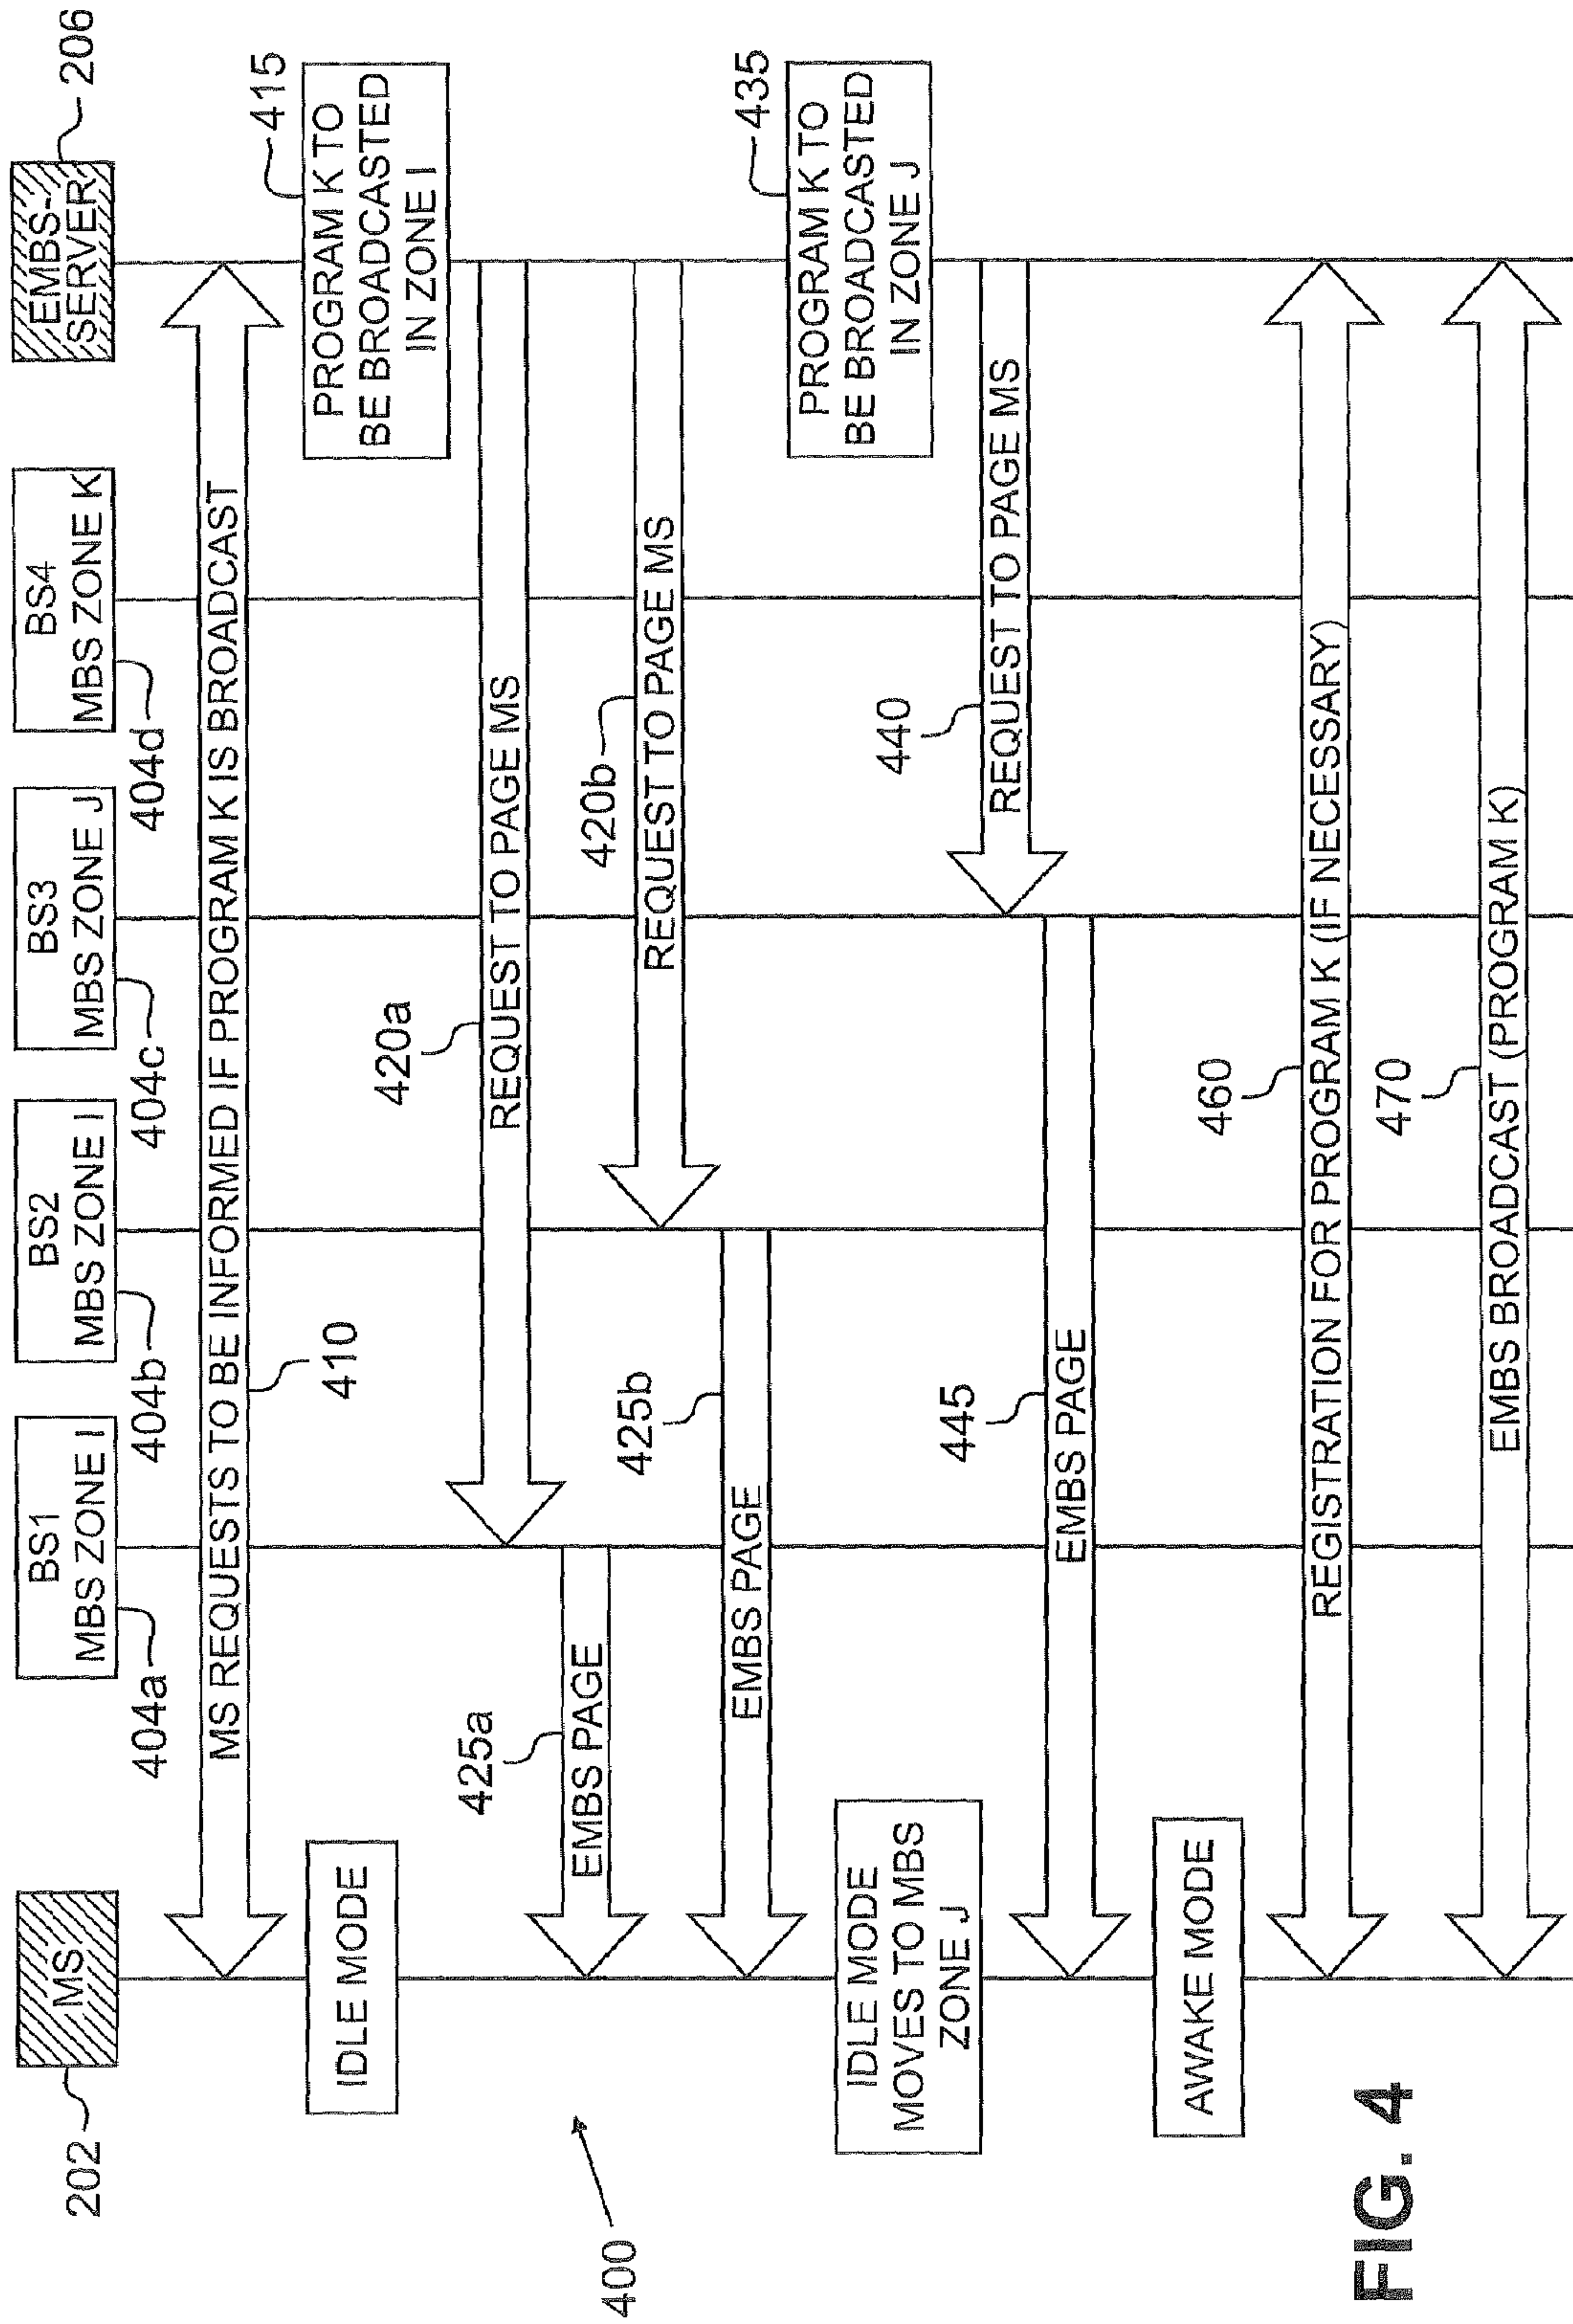 202
MS
404a
BS1
MBS ZONE I
404b
BS2
MBS ZONE I
404c
BS3
MBS ZONE J
404d
BS4
MBS ZONE K
EMBS-
SERVER
206
MS REQUESTS TO BE INFORMED IF PROGRAM K IS BROADCAST
410
IDLE MODE
415
PROGRAM K TO
BE BROADCASTED
IN ZONE I
420a
REQUEST TO PAGE MS
425a
EMBS PAGE
420b
REQUEST TO PAGE MS
425b
EMBS PAGE
400
435
PROGRAM K TO
BE BROADCASTED
IN ZONE J
IDLE MODE
MOVES TO MBS
ZONE J
440
REQUEST TO PAGE MS
445
EMBS PAGE
AWAKE MODE
460
REGISTRATION FOR PROGRAM K (IF NECESSARY)
470
EMBS BROADCAST (PROGRAM K)
FIG. 4